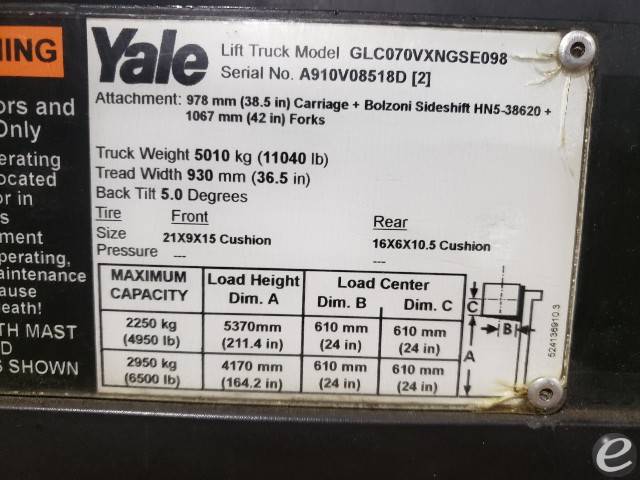 NING
ors and
Only
erating
ocated
or in
s
ment
perating,
aintenance
ause
eath!
TH MAST
D
S SHOWN
Yale
Lift Truck Model GLC070VXNGSE098
Serial No. A910V08518D [2]
Attachment: 978 mm (38.5 in) Carriage + Bolzoni Sideshift HN5-38620 +
1067 mm (42 in) Forks
Truck Weight 5010 kg (11040 lb)
Tread Width 930 mm (36.5 in)
Back Tilt 5.0 Degrees
Tire Front Rear
Size 21X9X15 Cushion 16X6X10.5 Cushion
Pressure --- ---
MAXIMUM CAPACITY Load Height Dim. A Load Center Dim. B Dim. C
2250 kg 5370mm 610 mm 610 mm
(4950 lb) (211.4 in) (24 in) (24 in)
2950 kg 4170 mm 610 mm 610 mm
(6500 lb) (164.2 in) (24 in) (24 in)
C
B
A
524136910.3